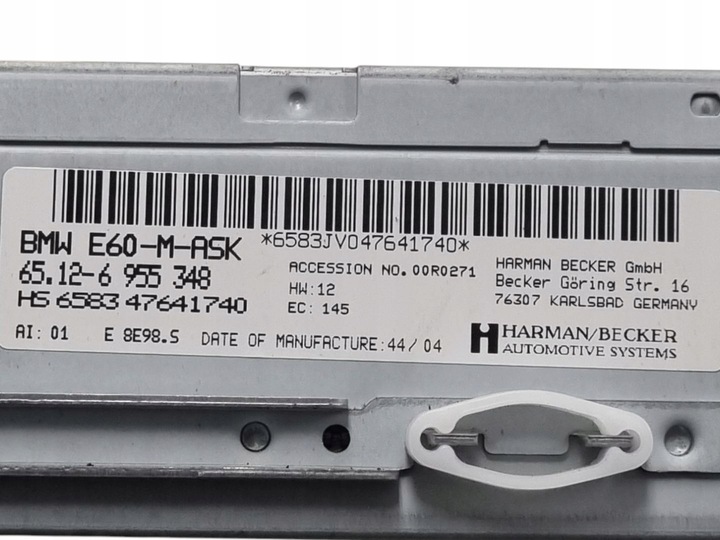 *6583JV047641740*
BMW E60-M-ASK
65.12-6 955 348
HS 6583 47641740
AI: 01 E 8E98.S DATE OF MANUFACTURE: 44/ 04
ACCESSION NO. 00R0271
HW: 12
EC: 145
HARMAN BECKER GmbH
Becker Göring Str. 16
76307 KARLSBAD GERMANY
HARMAN/BECKER
AUTOMOTIVE SYSTEMS